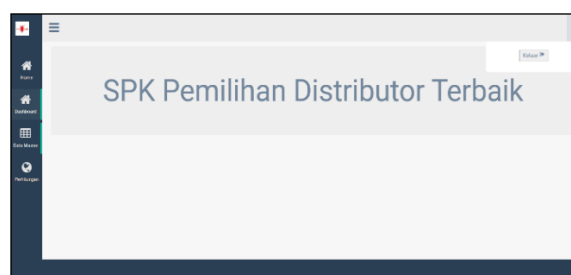 Keluar
Home
SPK Pemilihan Distributor Terbaik
Dashboard
Data Master
Perhitungan